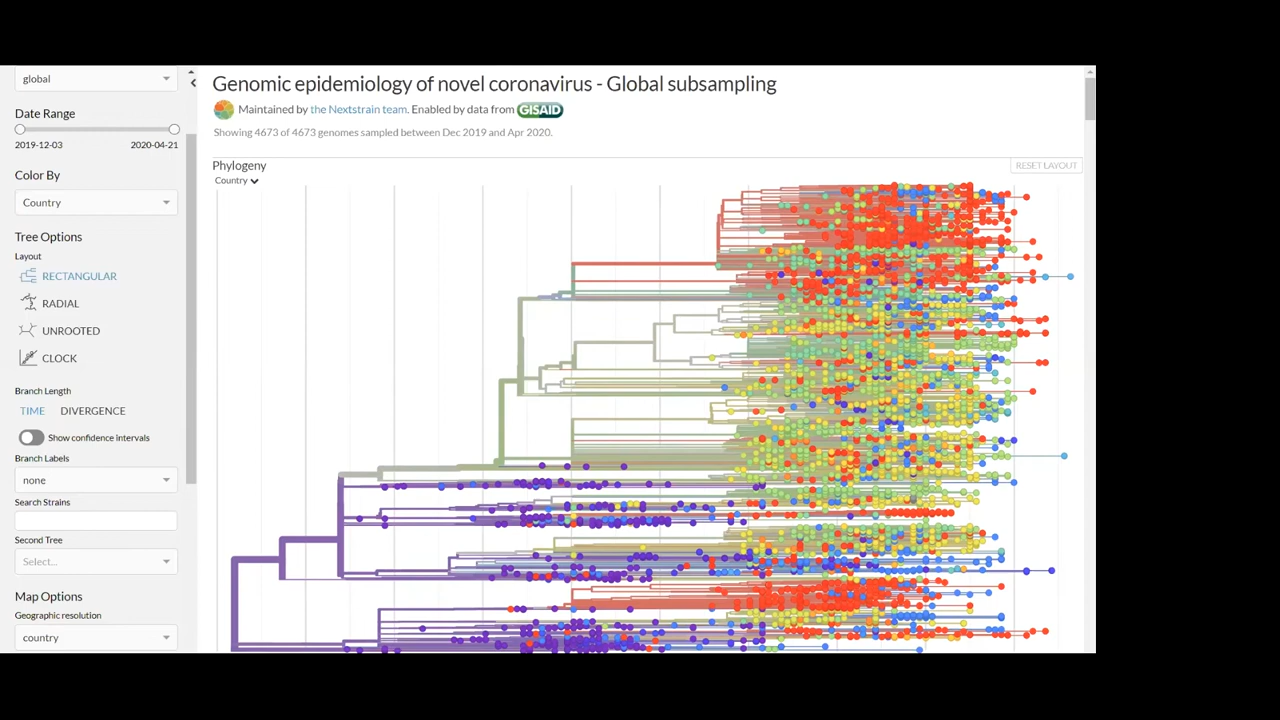 global
Date Range
2019-12-03 2020-04-21
Color By
Country
Tree Options
Layout
RECTANGULAR
RADIAL
UNROOTED
CLOCK
Branch Length
TIME DIVERGENCE
Show confidence intervals
Branch Labels
none
Search Strains
Second Tree
Select...
Map Options
Geographic resolution
country
Genomic epidemiology of novel coronavirus - Global subsampling
Maintained by the Nextstrain team. Enabled by data from GISAID
Showing 4673 of 4673 genomes sampled between Dec 2019 and Apr 2020.
Phylogeny
RESET LAYOUT
Country